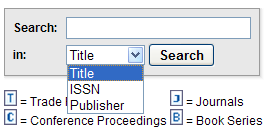 Search:
in: Title Search
Title
ISSN
Publisher
T = Trade J = Journals
C = Conference Proceedings B = Book Series